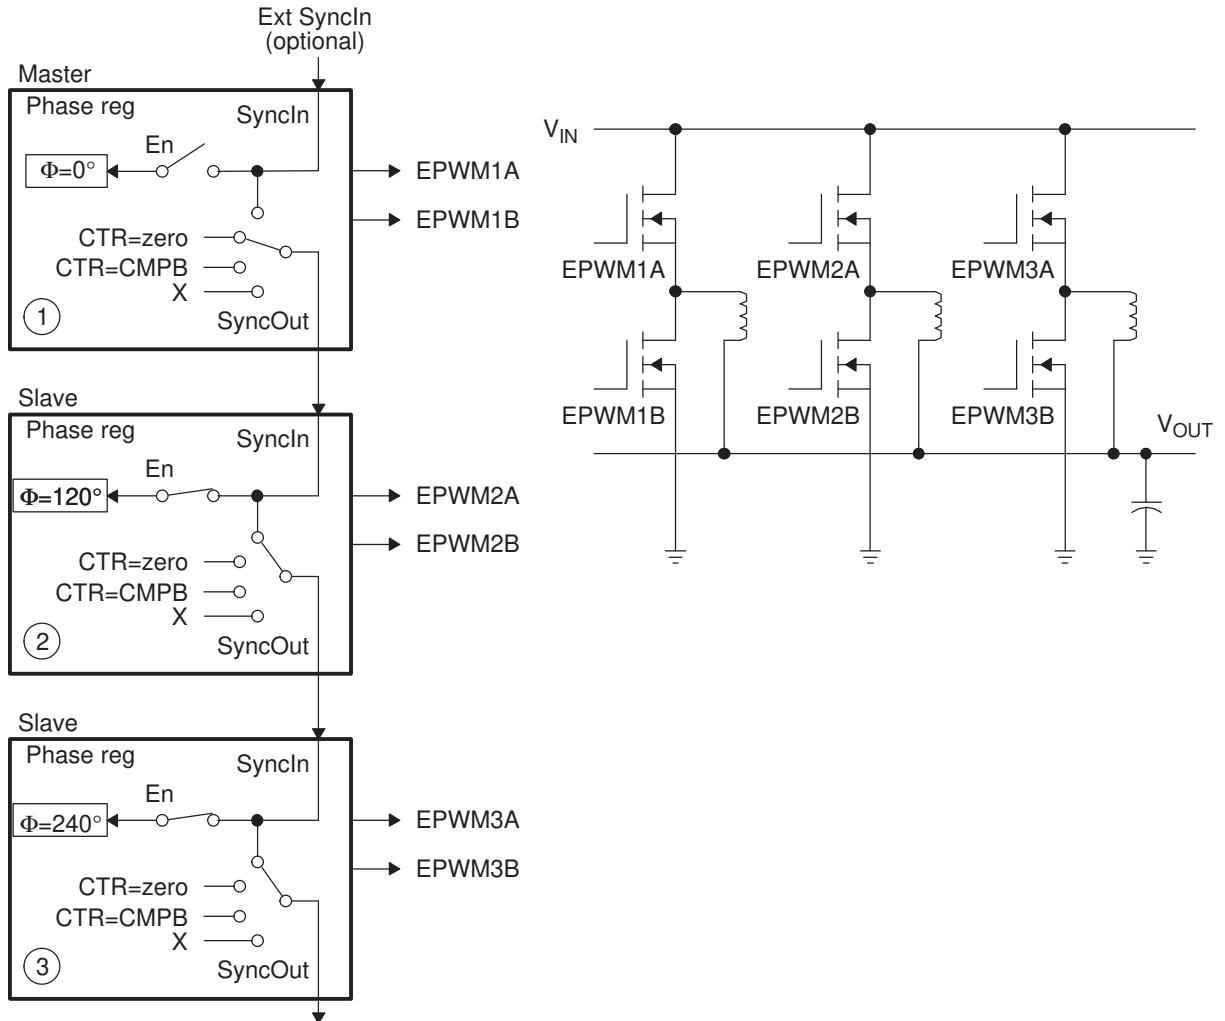 Ext SyncIn
(optional)
Master
Phase reg
SyncIn
En
Φ=0°
EPWM1A
EPWM1B
CTR=zero
CTR=CMPB
X
1
SyncOut
Slave
Phase reg
SyncIn
En
Φ=120°
EPWM2A
EPWM2B
CTR=zero
CTR=CMPB
X
2
SyncOut
Slave
Phase reg
SyncIn
En
Φ=240°
EPWM3A
EPWM3B
CTR=zero
CTR=CMPB
X
3
SyncOut
VIN
EPWM1A
EPWM2A
EPWM3A
EPWM1B
EPWM2B
EPWM3B
VOUT